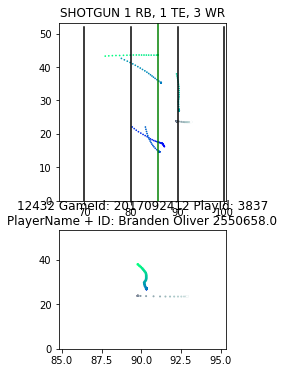 SHOTGUN 1 RB, 1 TE, 3 WR
50
40
30
20
10
0
70 80 90 100
12432 GameId: 2017092412 PlayId: 3837
PlayerName + ID: Branden Oliver 2550658.0
40
20
0
85.0 87.5 90.0 92.5 95.0